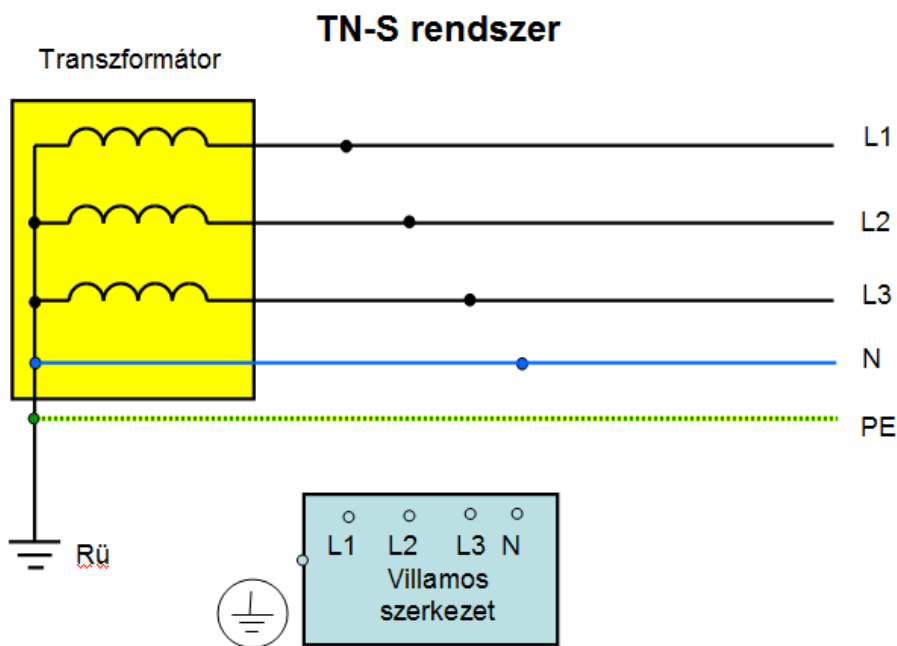 TN-S rendszer
Transzformátor
L1
L2
L3
N
PE
Rü
L1 L2 L3 N
Villamos
szerkezet